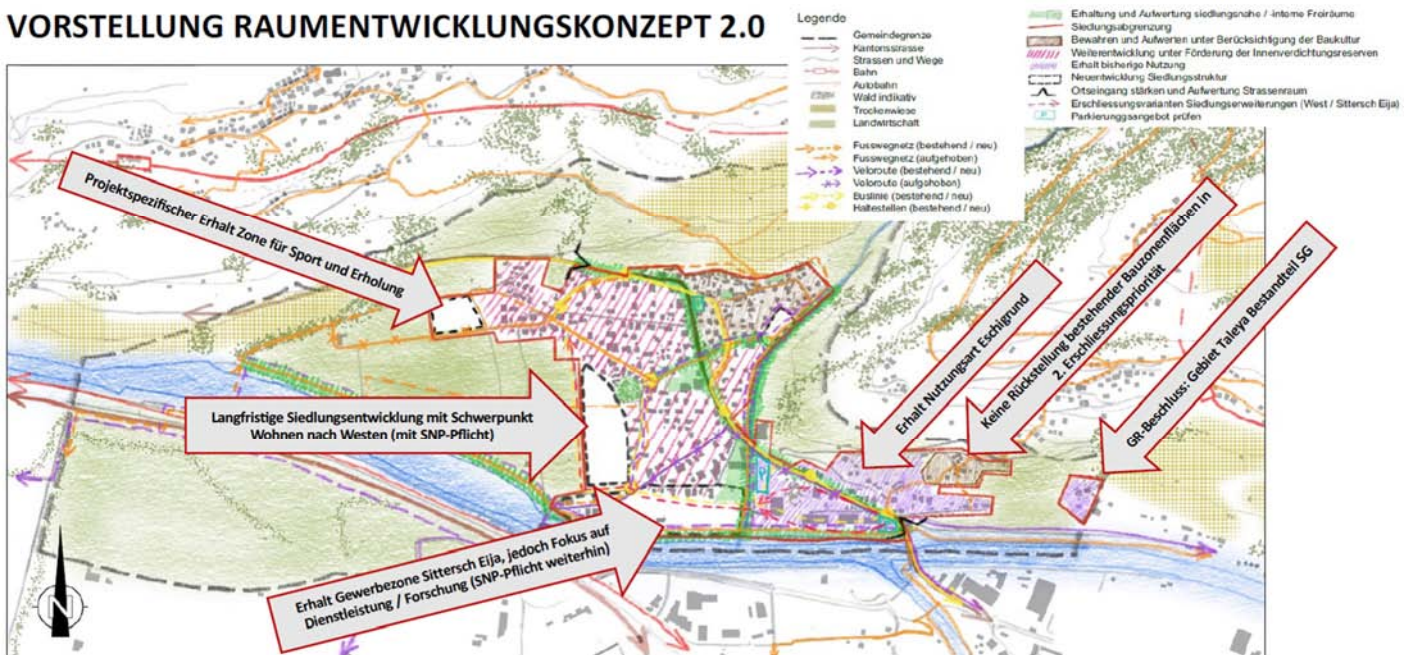 VORSTELLUNG RAUMENTWICKLUNGSKONZEPT 2.0
Legende
Gemeindegrenze
Kantonsstrasse
Strassen und Wege
Bahn
Autobahn
Wald indikativ
Trockenwiese
Landwirtschaft
Fusswegnetz (bestehend / neu)
Fusswegnetz (aufgehoben)
Veloroute (bestehend / neu)
Veloroute (aufgehoben)
Buslinie (bestehend / neu)
Haltestellen (bestehend / neu)
Erhaltung und Aufwertung siedlungsnahe / -interne Freiräume
Siedlungsabgrenzung
Bewahren und Aufwerten unter Berücksichtigung der Baukultur
Weiterentwicklung unter Förderung der Innenverdichtungsreserven
Erhalt bisherige Nutzung
Neuentwicklung Siedlungsstruktur
Ortseingang stärken und Aufwertung Strassenraum
Erschliessungsvarianten Siedlungserweiterungen (West / Sittersch Eija)
P
Parkierungsangebot prüfen
Projektspezifischer Erhalt Zone für Sport und Erholung
Langfristige Siedlungsentwicklung mit Schwerpunkt
Wohnen nach Westen (mit SNP-Pflicht)
Erhalt Gewerbezone Sittersch Eija, jedoch Fokus auf
Dienstleistung / Forschung (SNP-Pflicht weiterhin)
Erhalt Nutzungsart Eschigrund
Keine Rückstellung bestehender Bauzonenflächen in
2. Erschliessungspriorität
GR-Beschluss: Gebiet Taleya Bestandteil SG
P
N